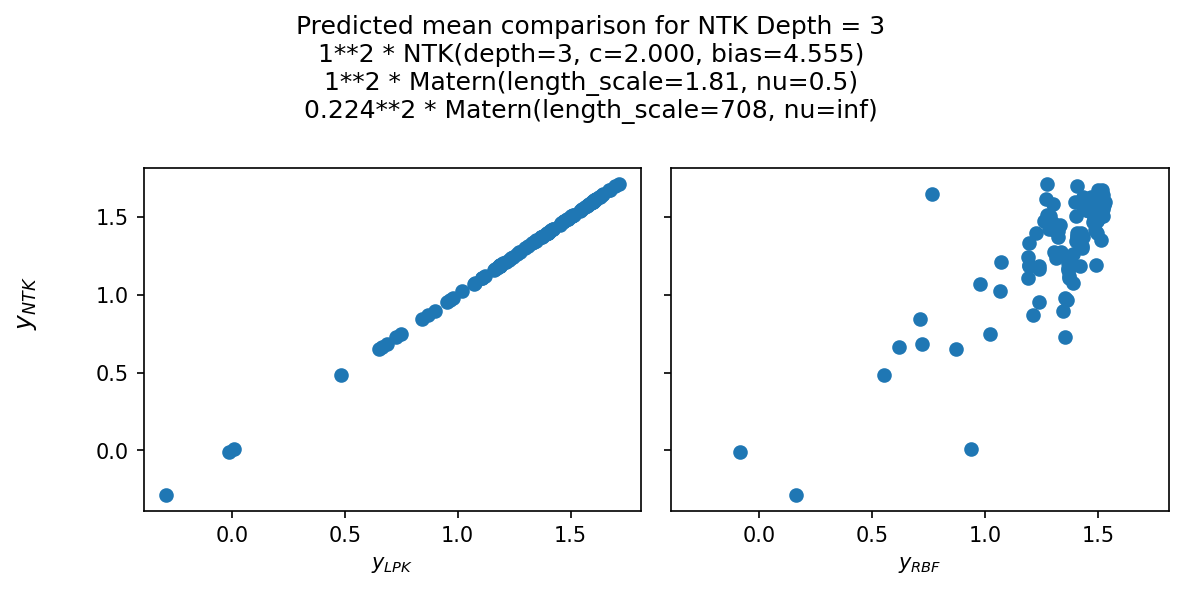 Predicted mean comparison for NTK Depth = 3
1**2 * NTK(depth=3, c=2.000, bias=4.555)
1**2 * Matern(length_scale=1.81, nu=0.5)
0.224**2 * Matern(length_scale=708, nu=inf)
y_NTK
1.5
1.0
0.5
0.0
0.0 0.5 1.0 1.5
0.0 0.5 1.0 1.5
y_LPK
y_RBF